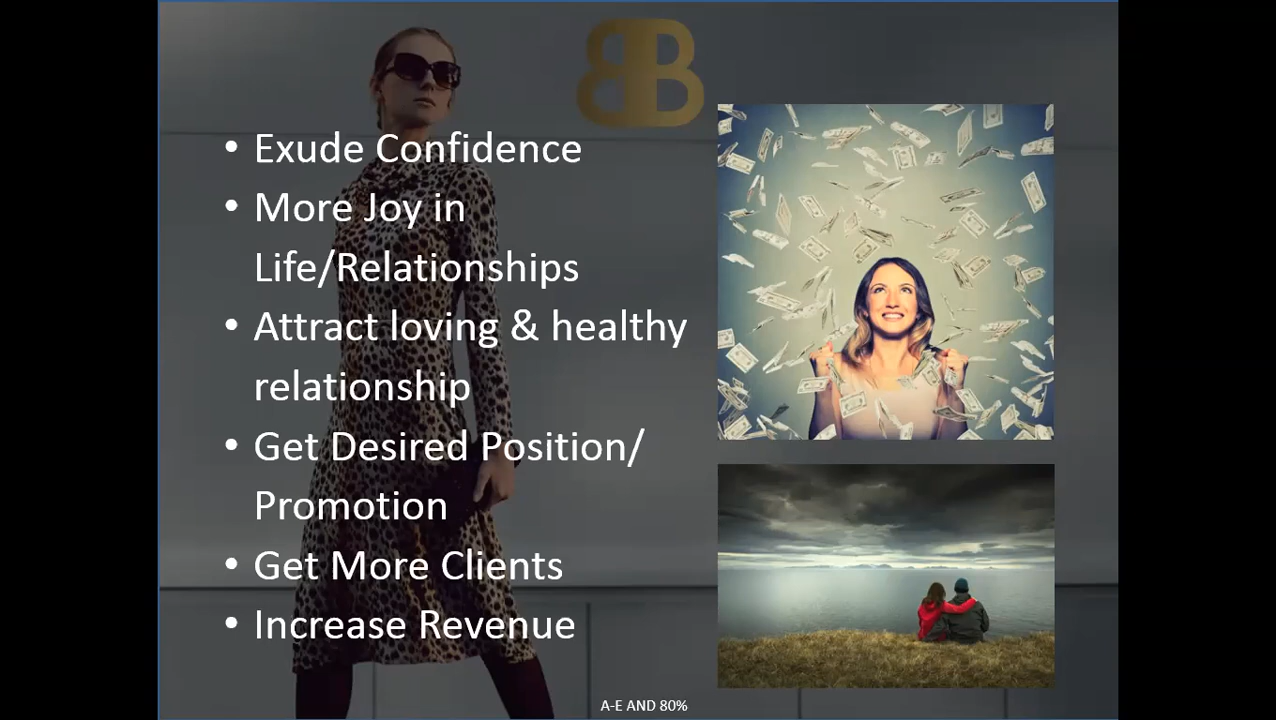 BB
• Exude Confidence
• More Joy in
Life/Relationships
• Attract loving & healthy
relationship
• Get Desired Position/
Promotion
• Get More Clients
• Increase Revenue
A-E AND 80%